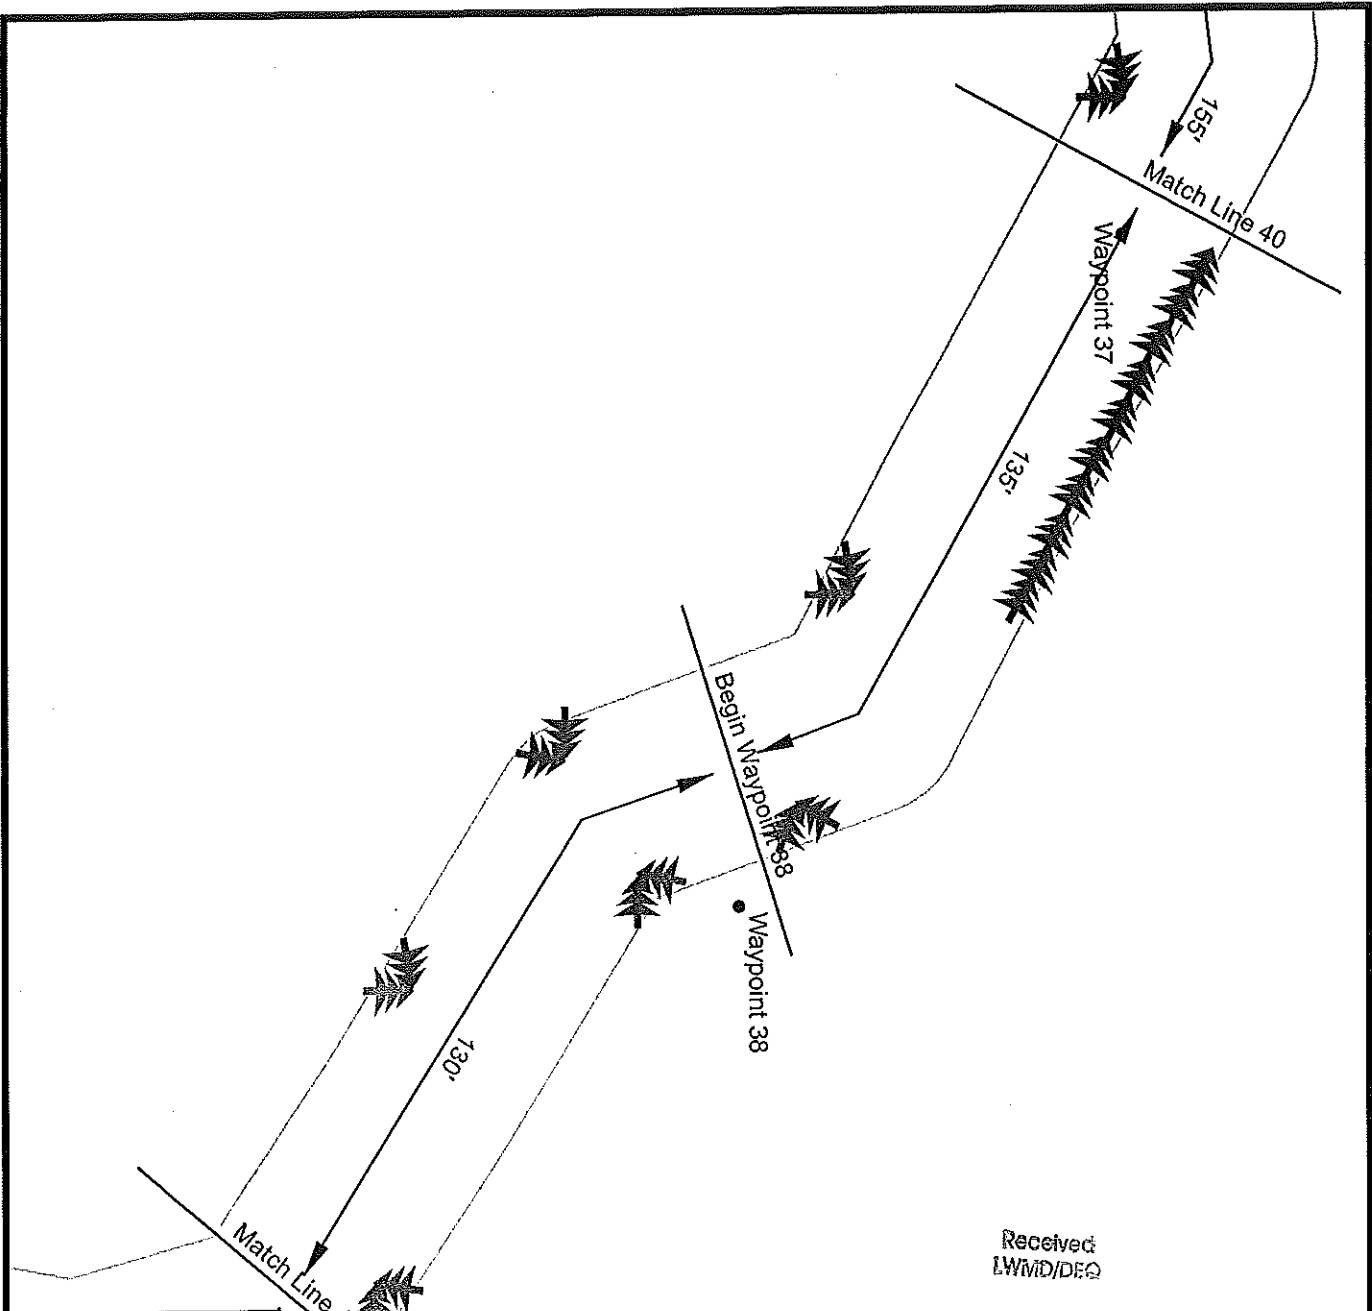 155'
Match Line 40
Waypoint 37
135'
Begin Waypoint 38
Waypoint 38
130'
Match Line
Received
LWMD/DEQ